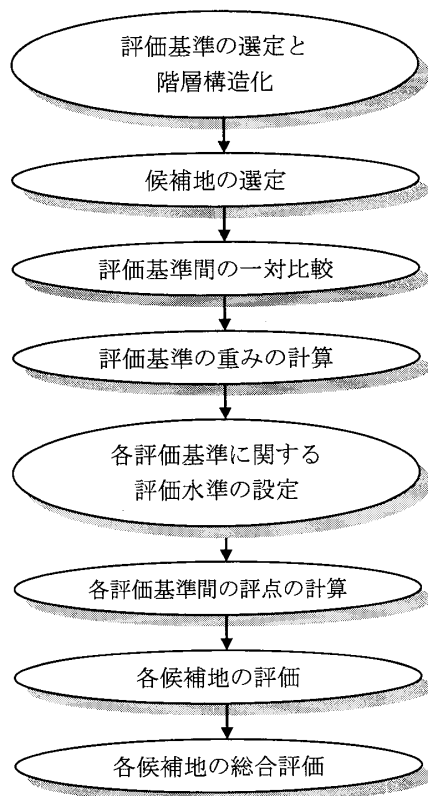 評価基準の選定と
階層構造化
候補地の選定
評価基準間の一対比較
評価基準の重みの計算
各評価基準に関する
評価水準の設定
各評価基準間の評点の計算
各候補地の評価
各候補地の総合評価